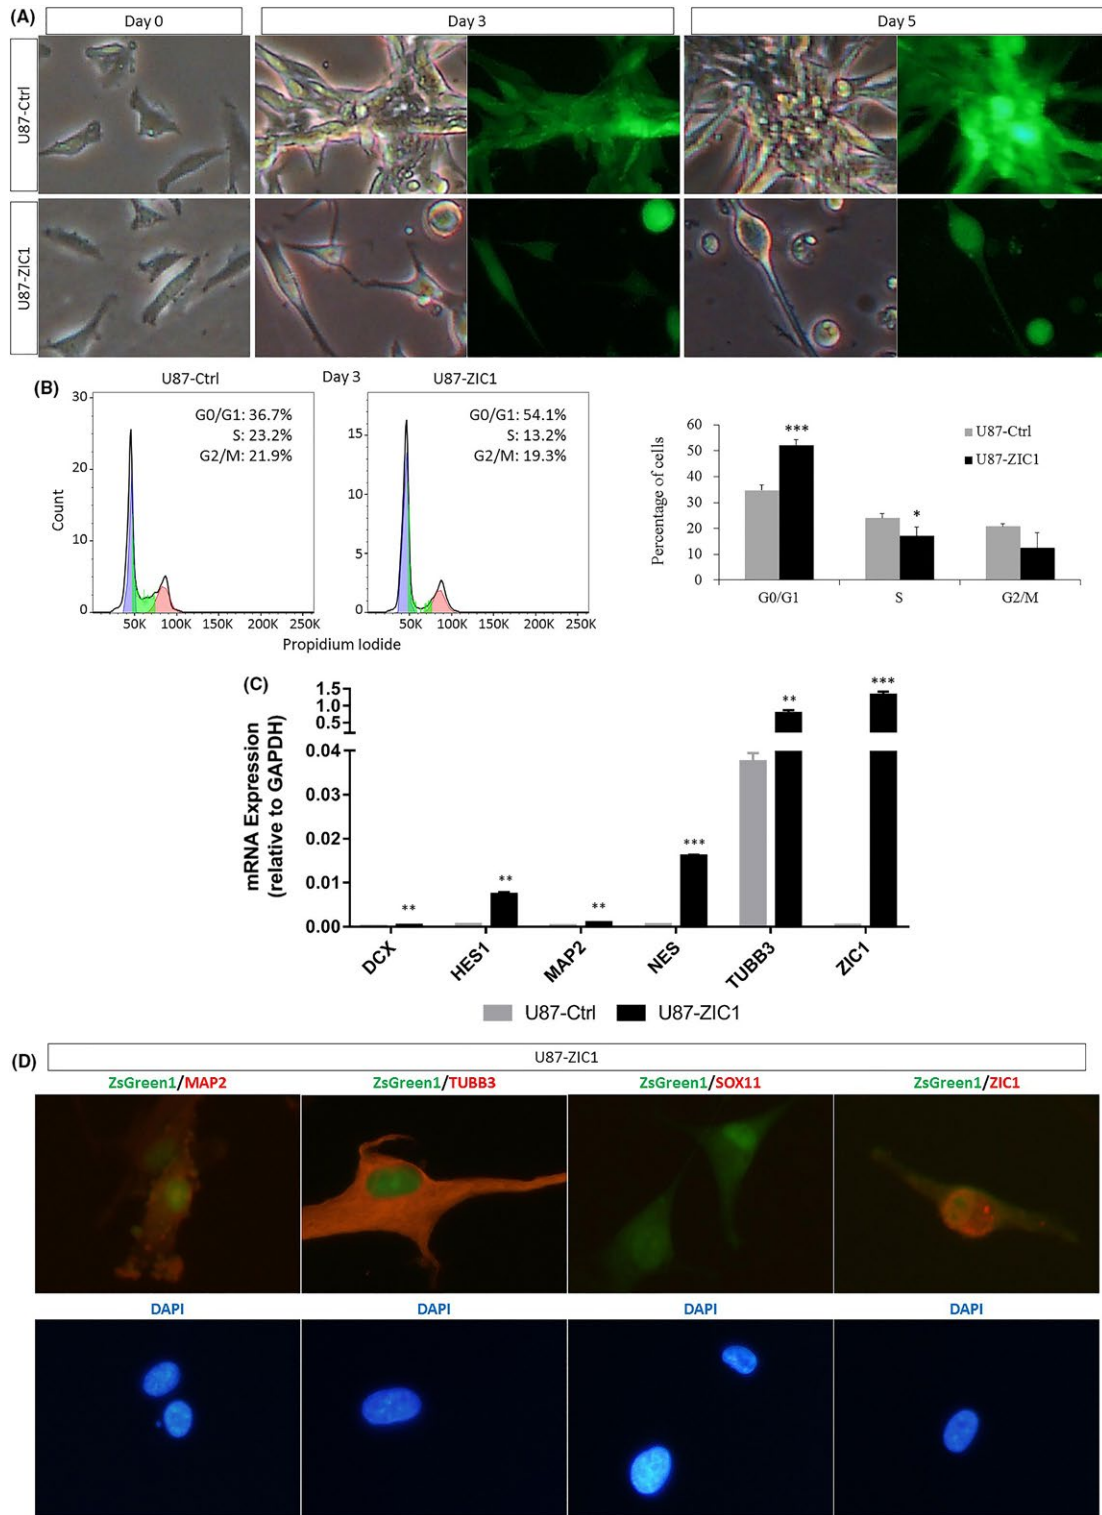 (A)
Day 0
Day 3
Day 5
U87-Ctrl
U87-ZIC1
(B)
U87-Ctrl
Day 3
U87-ZIC1
Count
30
20
10
0
G0/G1: 36.7%
S: 23.2%
G2/M: 21.9%
50K
100K
150K
200K
250K
15
10
5
0
G0/G1: 54.1%
S: 13.2%
G2/M: 19.3%
50K
100K
150K
200K
250K
Propidium Iodide
Percentage of cells
60
50
40
30
20
10
0
***
*
U87-Ctrl
U87-ZIC1
G0/G1
S
G2/M
(C)
mRNA Expression
(relative to GAPDH)
1.5
1.0
0.5
0.04
0.03
0.02
0.01
0.00
**
**
**
***
**
***
DCX
HES1
MAP2
NES
TUBB3
ZIC1
U87-Ctrl
U87-ZIC1
(D)
U87-ZIC1
ZsGreen1/MAP2
ZsGreen1/TUBB3
ZsGreen1/SOX11
ZsGreen1/ZIC1
DAPI
DAPI
DAPI
DAPI